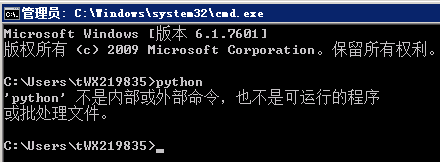 管理员: C:\Windows\system32\cmd.exe
Microsoft Windows [版本 6.1.7601]
版权所有 (c) 2009 Microsoft Corporation。保留所有权利。
C:\Users\tWX219835>python
'python' 不是内部或外部命令，也不是可运行的程序
或批处理文件。
C:\Users\tWX219835>_